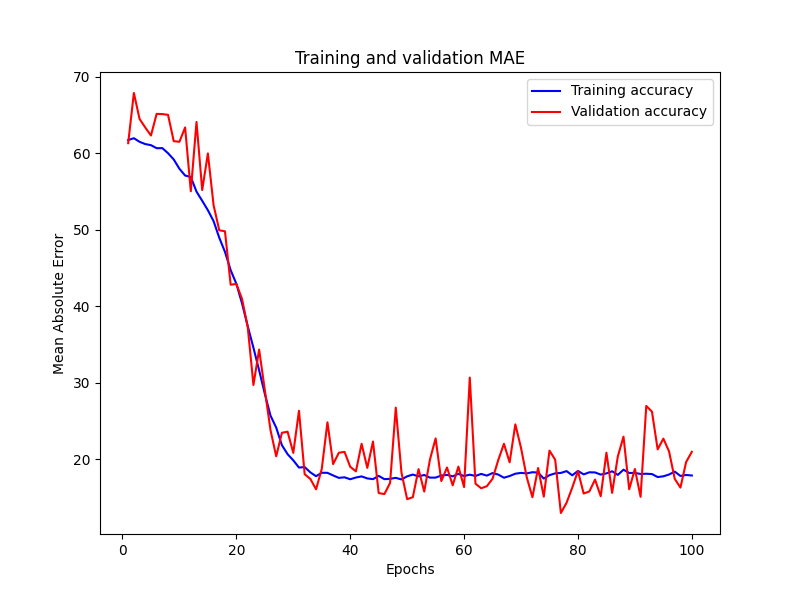 Training and validation MAE
70
60
50
40
30
20
Mean Absolute Error
Training accuracy
Validation accuracy
0
20
40
60
80
100
Epochs